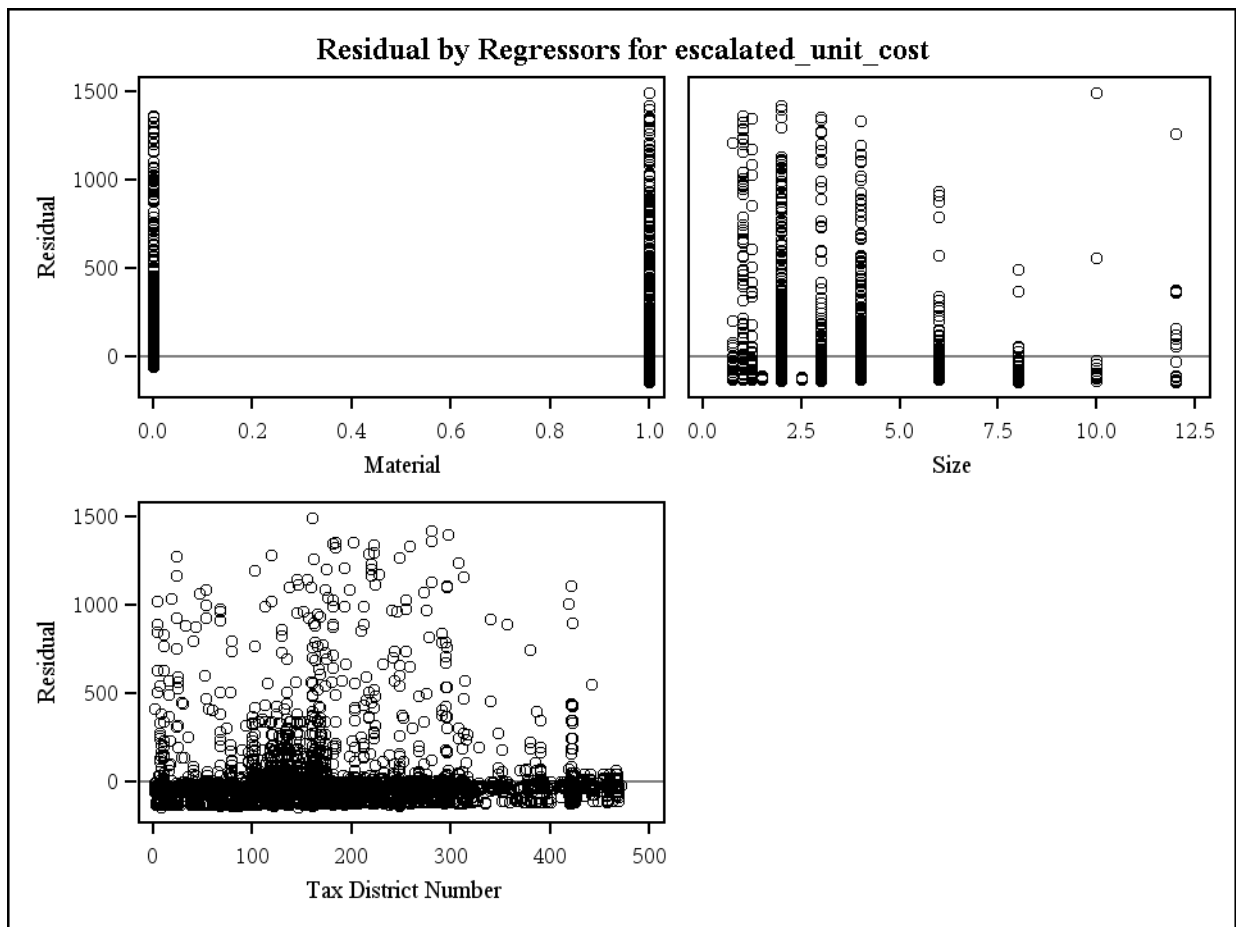 Residual by Regressors for escalated_unit_cost
1500
1000
500
0
Residual
0.0 0.2 0.4 0.6 0.8 1.0
Material
0.0 2.5 5.0 7.5 10.0 12.5
Size
1500
1000
500
0
Residual
0 100 200 300 400 500
Tax District Number